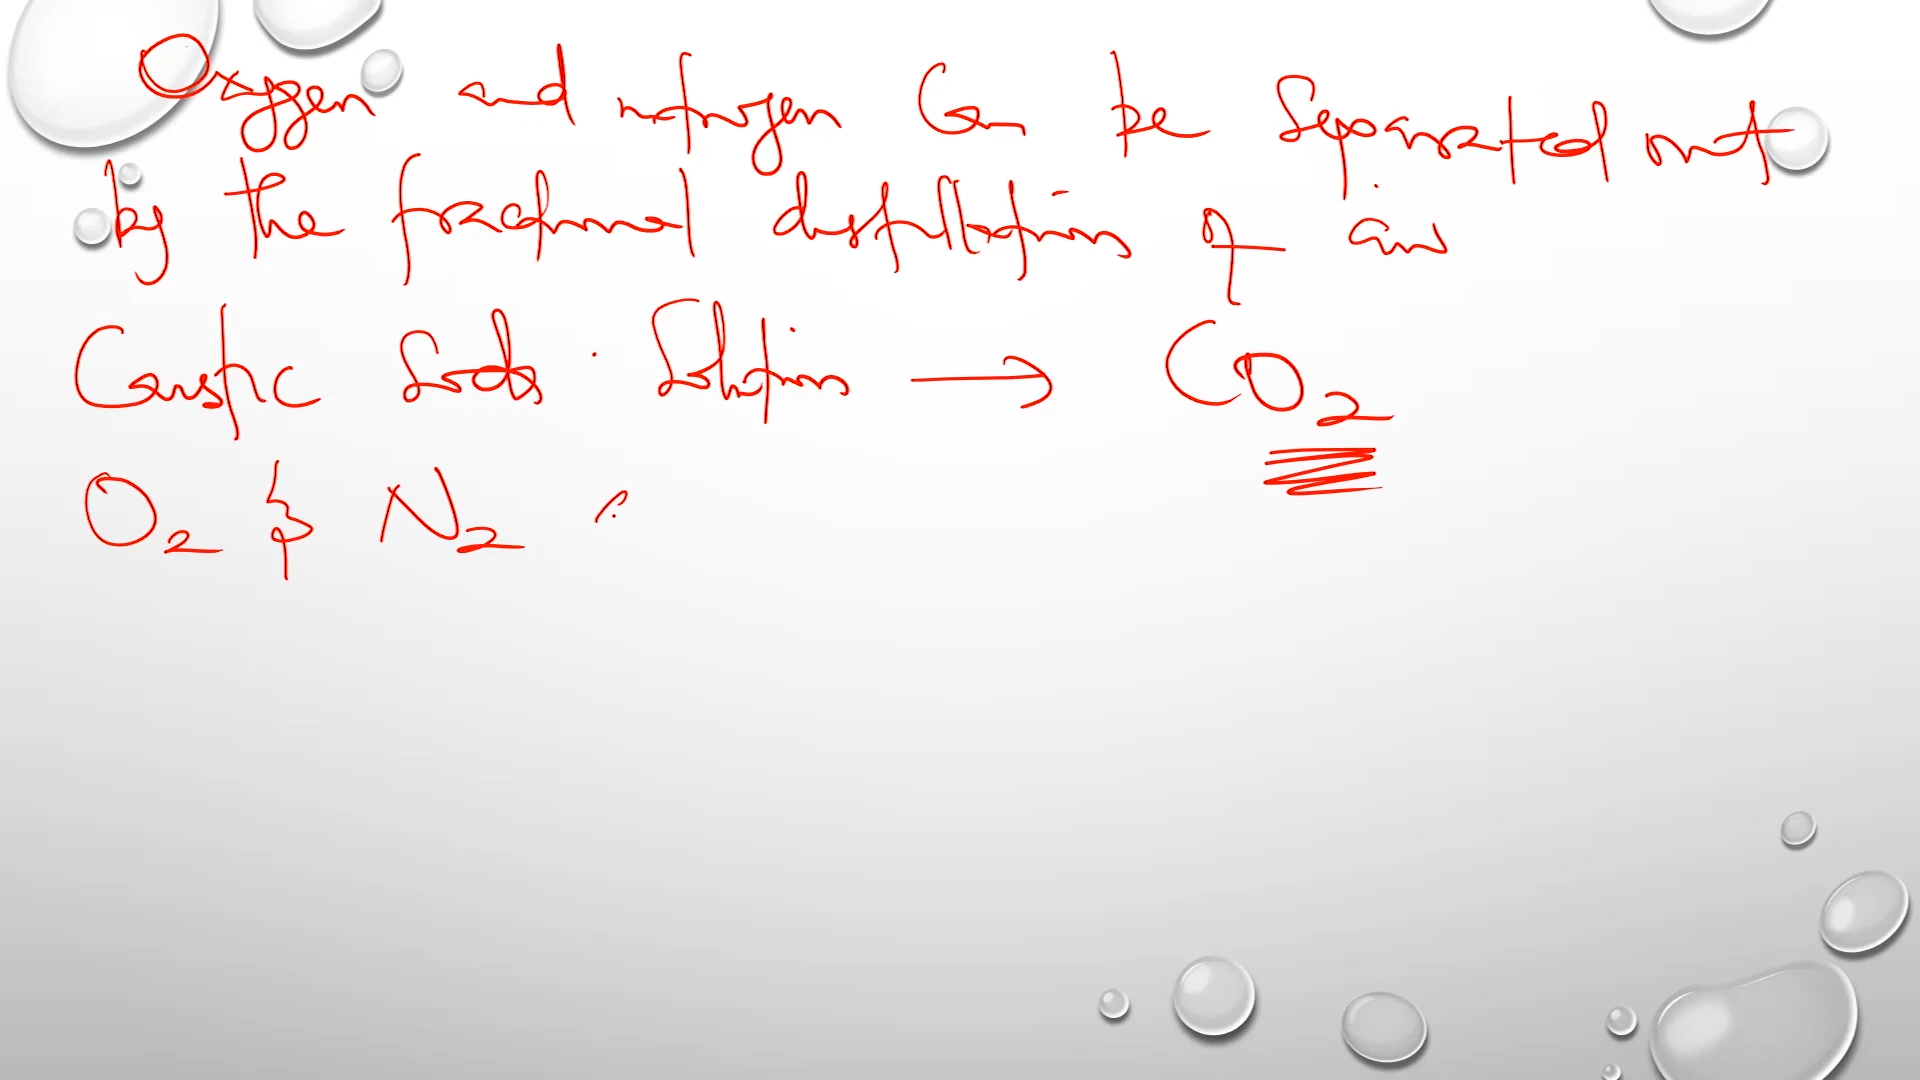 Oxygen and nitrogen Can be Separated out
by the fractional distillation of air
Caustic Soda Solution → CO₂
O₂ & N₂